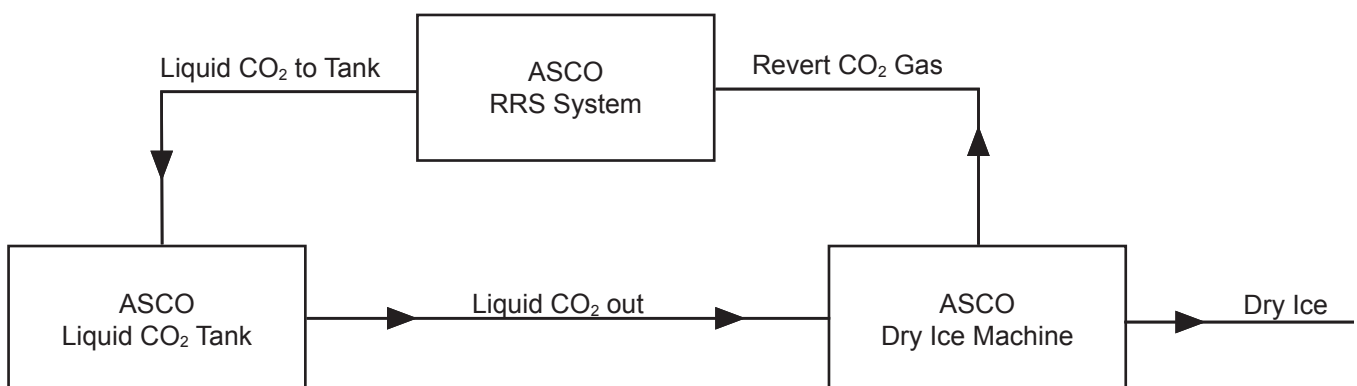 Liquid CO₂ to Tank
ASCO
RRS System
Revert CO₂ Gas
ASCO
Liquid CO₂ Tank
Liquid CO₂ out
ASCO
Dry Ice Machine
Dry Ice